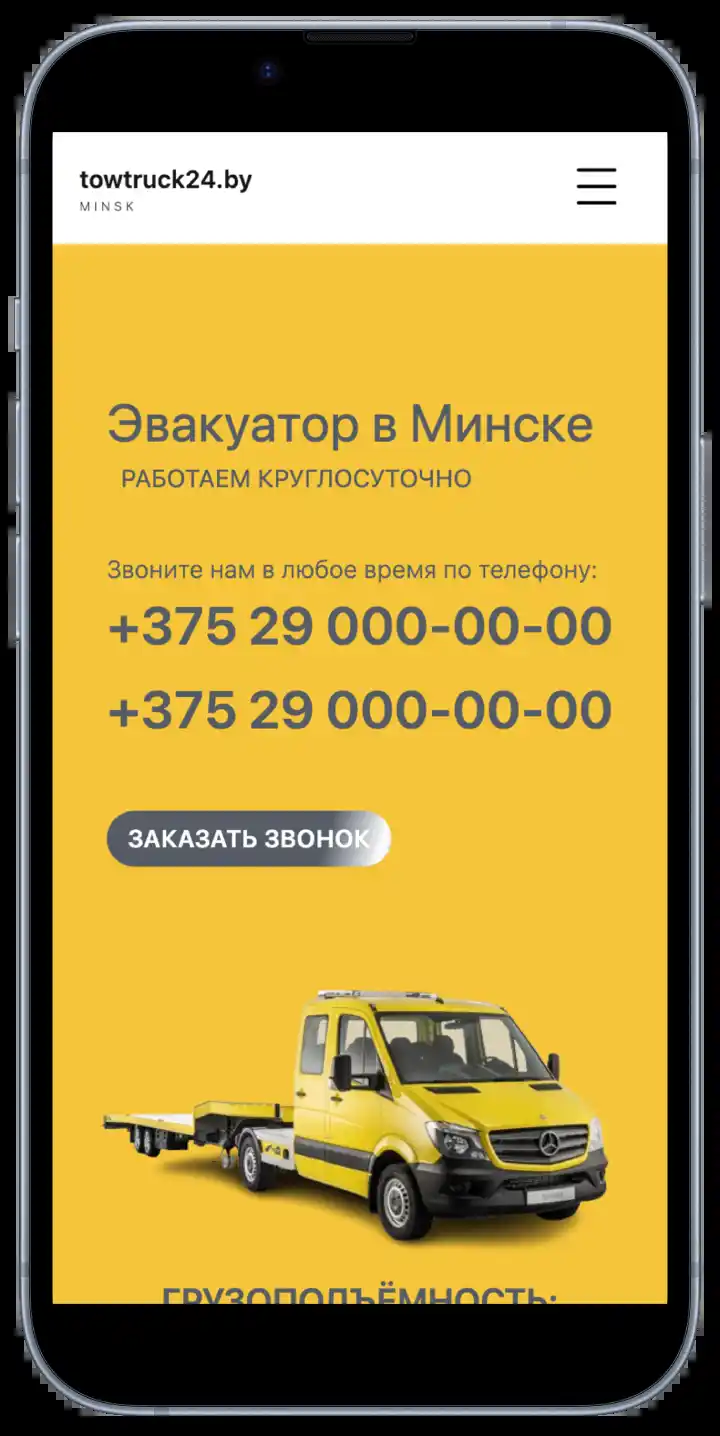 towtruck24.by
MINSK
Эвакуатор в Минске
РАБОТАЕМ КРУГЛОСУТОЧНО
Звоните нам в любое время по телефону:
+375 29 000-00-00
+375 29 000-00-00
ЗАКАЗАТЬ ЗВОНОК
ГРУЗОПОДЪЁМНОСТЬ: